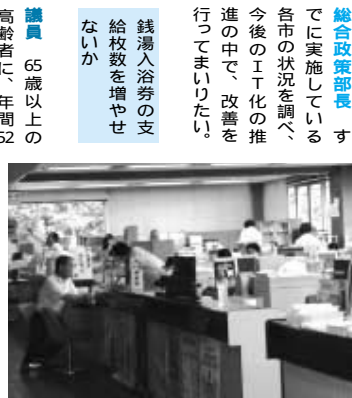 総合政策部長　す
でに実施している
各市の状況を調べ、
今後のＩＴ化の推
進の中で、改善を
行ってまいりたい。
銭湯入浴券の支
給枚数を増やせ
ないか
議員　65歳以上の
高齢者に、年間52